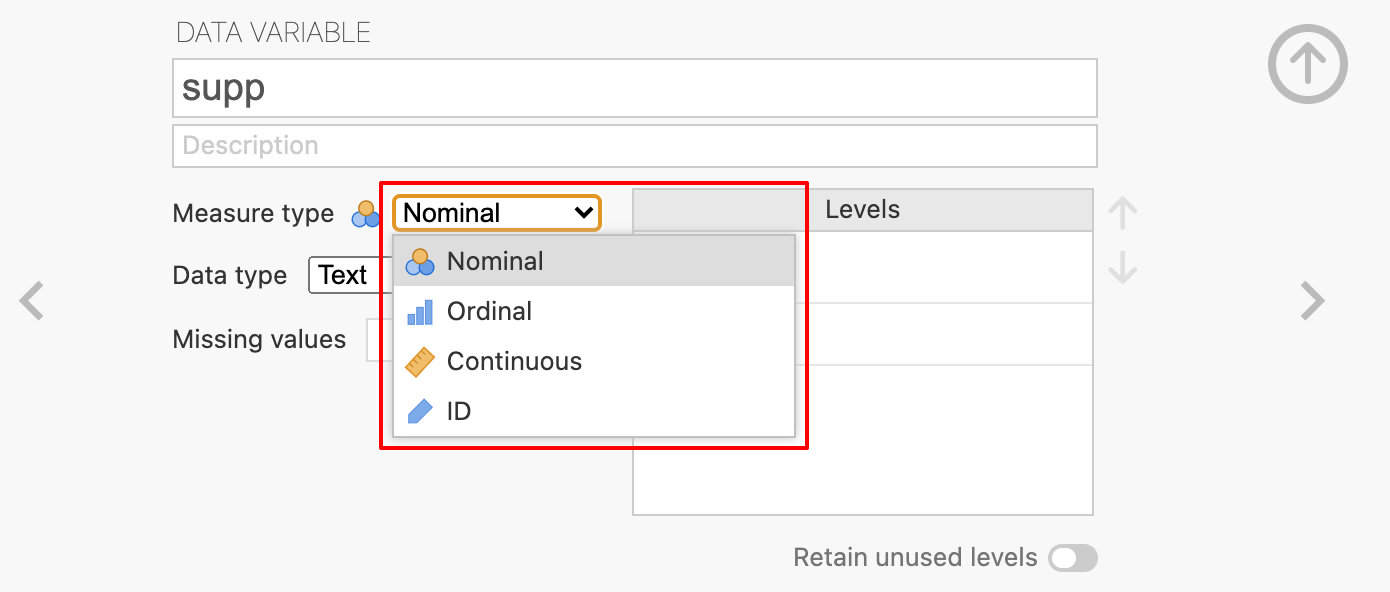 DATA VARIABLE
supp
Description
Measure type Nominal Levels
Nominal
Data type Text
Ordinal
Missing values
Continuous
ID
Retain unused levels